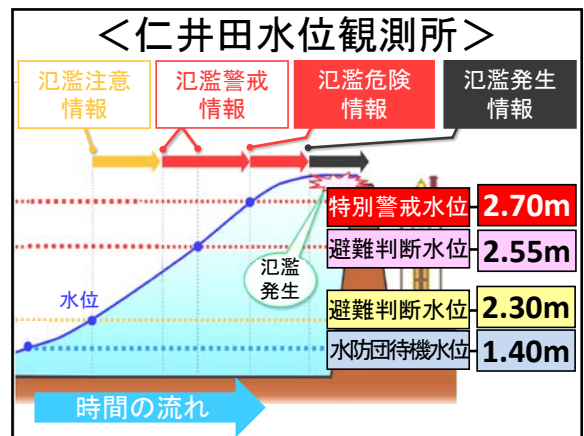 ＜仁井田水位観測所＞
氾濫注意
情報
氾濫警戒
情報
氾濫危険
情報
氾濫発生
情報
特別警戒水位
2.70m
避難判断水位
2.55m
氾濫
発生
水位
避難判断水位
2.30m
水防団待機水位
1.40m
時間の流れ